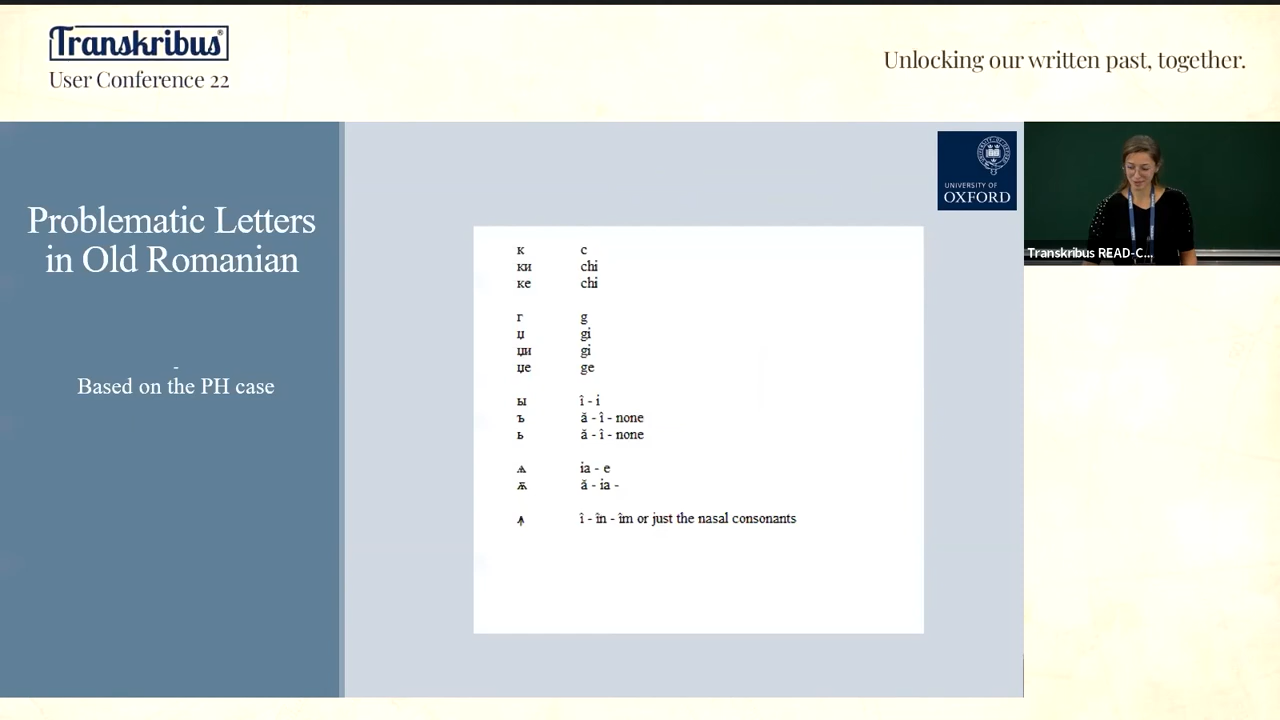 Transkribus®
User Conference 22
Unlocking our written past, together.
Problematic Letters
in Old Romanian
-
Based on the PH case
UNIVERSITY OF
OXFORD
Transkribus READ-C...
к c
ки chi
ке chi
г g
џ gi
џи gi
џе ge
ы î - i
ъ ă - î - none
ь ă - î - none
ѧ ia - e
ѫ ă - ia -
ꙟ î - în - îm or just the nasal consonants